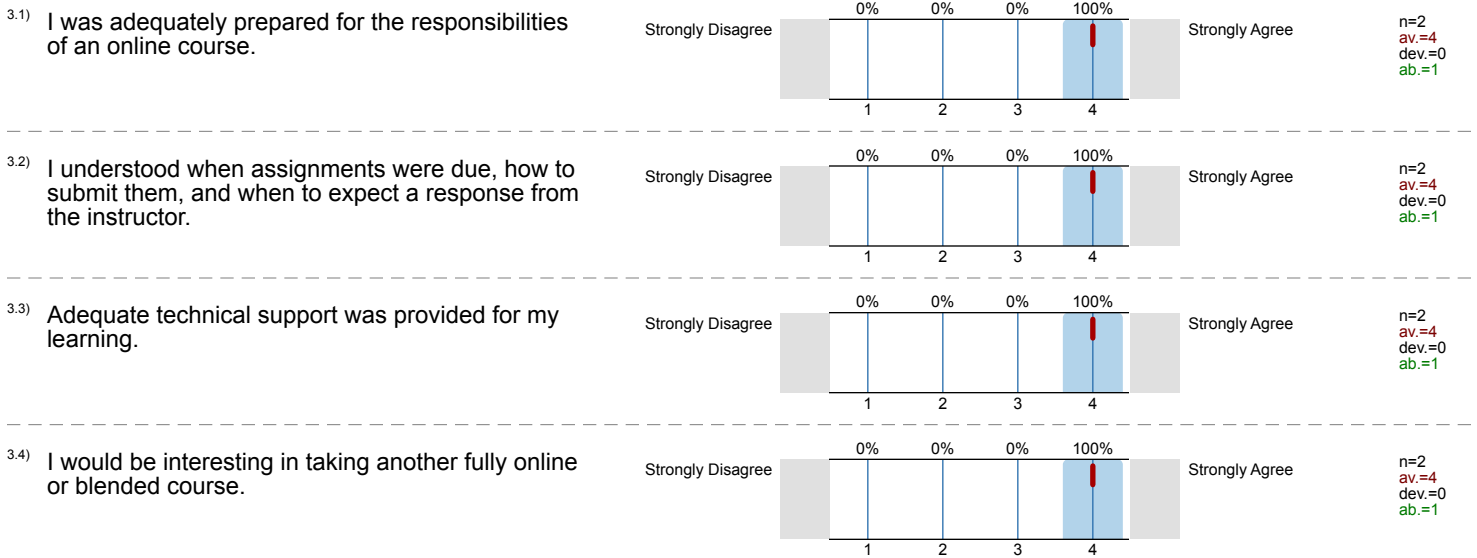 3.1) I was adequately prepared for the responsibilities
of an online course.
0% 0% 0% 100%
Strongly Disagree Strongly Agree
1 2 3 4
n=2
av.=4
dev.=0
ab.=1
3.2) I understood when assignments were due, how to
submit them, and when to expect a response from
the instructor.
0% 0% 0% 100%
Strongly Disagree Strongly Agree
1 2 3 4
n=2
av.=4
dev.=0
ab.=1
3.3) Adequate technical support was provided for my
learning.
0% 0% 0% 100%
Strongly Disagree Strongly Agree
1 2 3 4
n=2
av.=4
dev.=0
ab.=1
3.4) I would be interesting in taking another fully online
or blended course.
0% 0% 0% 100%
Strongly Disagree Strongly Agree
1 2 3 4
n=2
av.=4
dev.=0
ab.=1